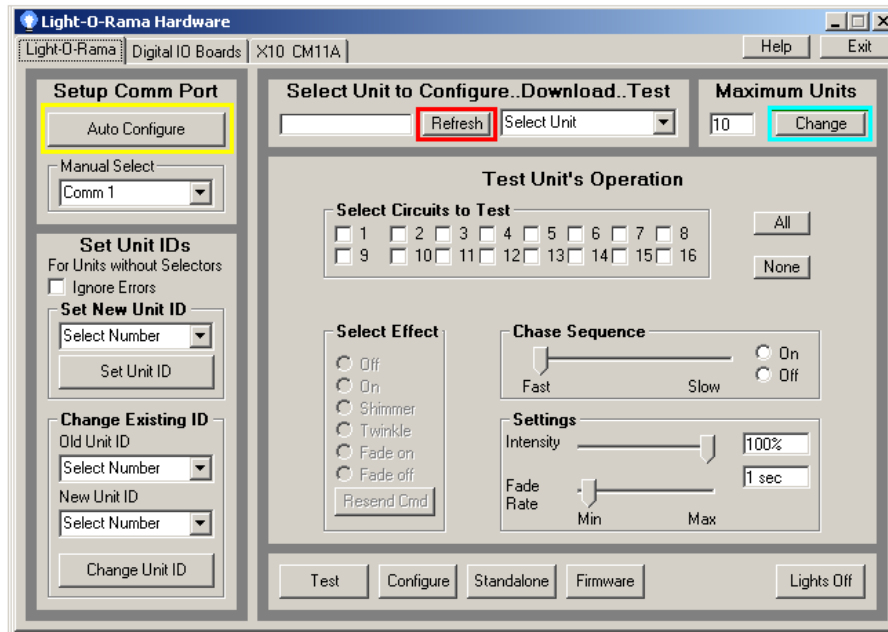 Light-O-Rama Hardware
Light-O-Rama Digital IO Boards X10 CM11A Help Exit
Setup Comm Port
Auto Configure
Manual Select
Comm 1
Set Unit IDs
For Units without Selectors
Ignore Errors
Set New Unit ID
Select Number
Set Unit ID
Change Existing ID
Old Unit ID
Select Number
New Unit ID
Select Number
Change Unit ID
Select Unit to Configure..Download..Test
Refresh Select Unit
Maximum Units
10 Change
Test Unit's Operation
Select Circuits to Test
1 2 3 4 5 6 7 8
9 10 11 12 13 14 15 16
All
None
Select Effect
Off
On
Shimmer
Twinkle
Fade on
Fade off
Resend Cmd
Chase Sequence
Fast Slow
On
Off
Settings
Intensity 100%
Fade Rate 1 sec
Min Max
Test Configure Standalone Firmware Lights Off